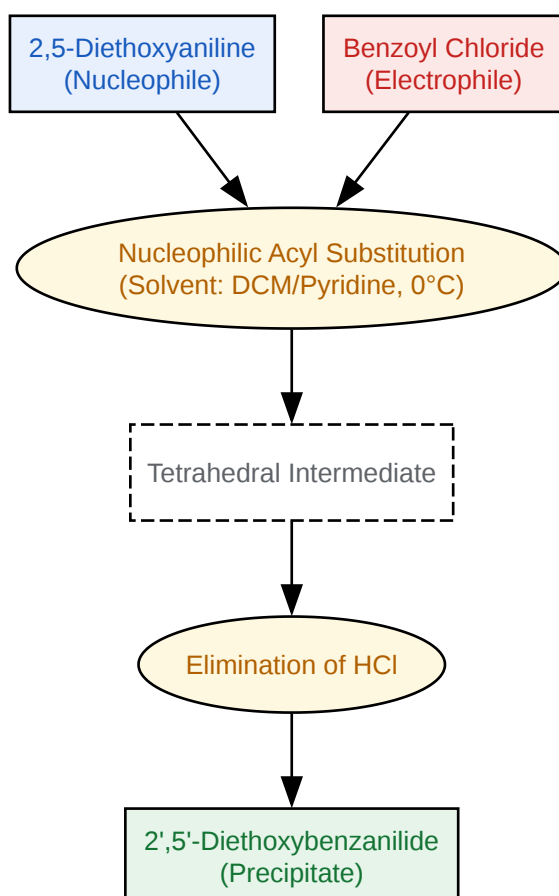 2,5-Diethoxyaniline
(Nucleophile)
Benzoyl Chloride
(Electrophile)
Nucleophilic Acyl Substitution
(Solvent: DCM/Pyridine, 0°C)
Tetrahedral Intermediate
Elimination of HCl
2',5'-Diethoxybenzanilide
(Precipitate)